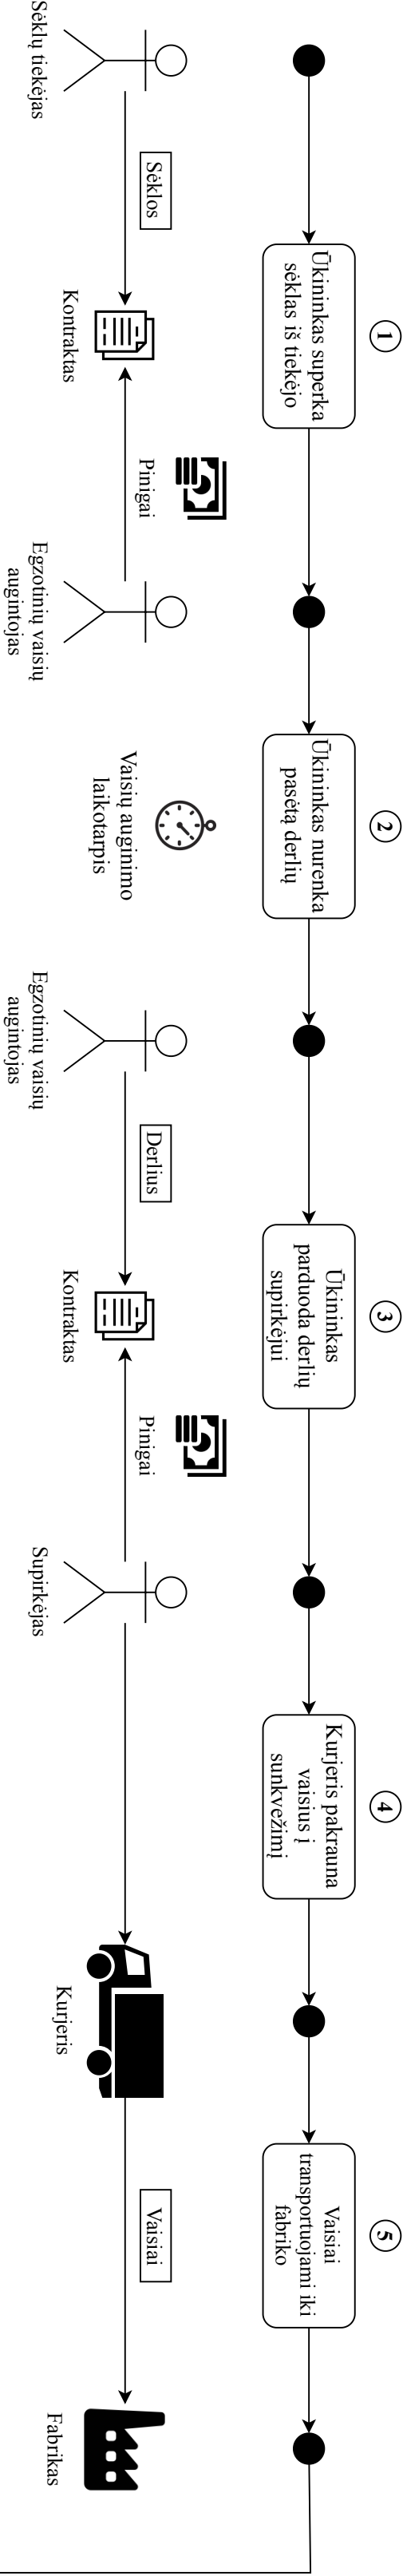 1
Ūkininkas superka
sėklas iš tiekėjo
2
Ūkininkas nurenka
pasėtą derlių
3
Ūkininkas
parduoda derlių
supirkėjui
4
Kurjeris pakrauna
vaisius į
sunkvežimį
5
Vaisiai
transportuojami iki
fabriko
Sėklų tiekėjas
Sėklos
Kontraktas
Pinigai
Egzotinių vaisių
augintojas
Vaisių auginimo
laikotarpis
Egzotinių vaisių
augintojas
Derlius
Kontraktas
Pinigai
Supirkėjas
Kurjeris
Vaisiai
Fabrikas